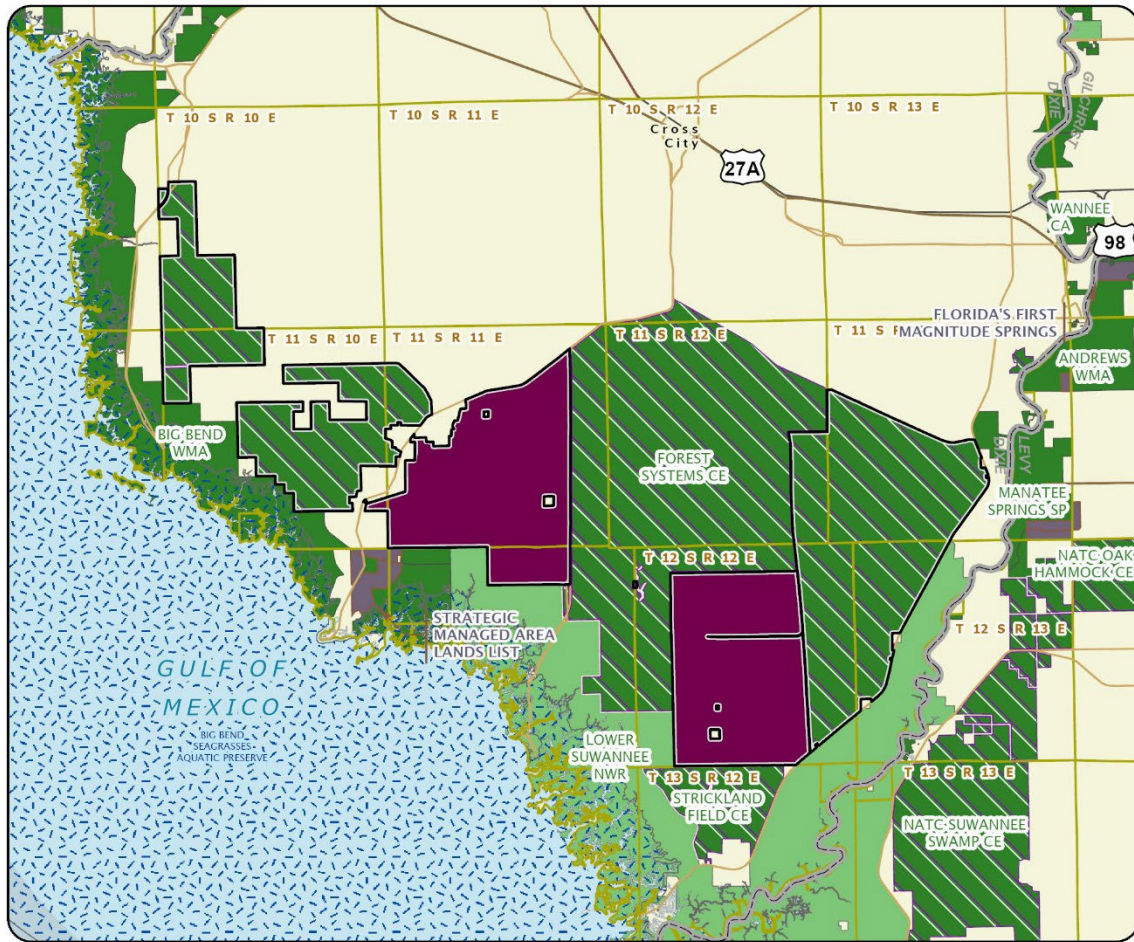 GILCHRIST
DIXIE
T 10 S R 10 E
T 10 S R 11 E
T 10 S R 12 E
T 10 S R 13 E
Cross
City
27A
WANNEE
CA
98
FLORIDA'S FIRST
MAGNITUDE SPRINGS
T 11 S R 10 E
T 11 S R 11 E
T 11 S R 12 E
T 11 S
ANDREWS
WMA
BIG BEND
WMA
FOREST
SYSTEMS CE
LEVY
DIXIE
MANATEE
SPRINGS SP
T 12 S R 12 E
NATC-OAK
HAMMOCK CE
STRATEGIC
MANAGED AREA
LANDS LIST
T 12 S R 13 E
GULF OF
MEXICO
BIG BEND
SEAGRASSES
AQUATIC PRESERVE
LOWER
SUWANNEE
NWR
T 13 S R 12 E
T 13 S R 13 E
STRICKLAND
FIELD CE
NATC-SUWANNEE
SWAMP CE